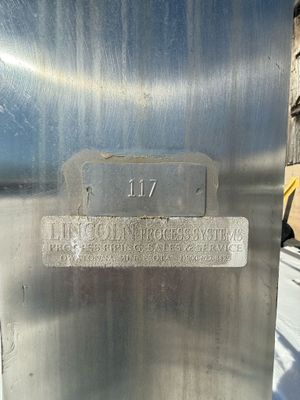 117
LINCOLN PROCESS SYSTEMS
PROCESS PIPING, SALES & SERVICE
OWATONNA, MINNESOTA